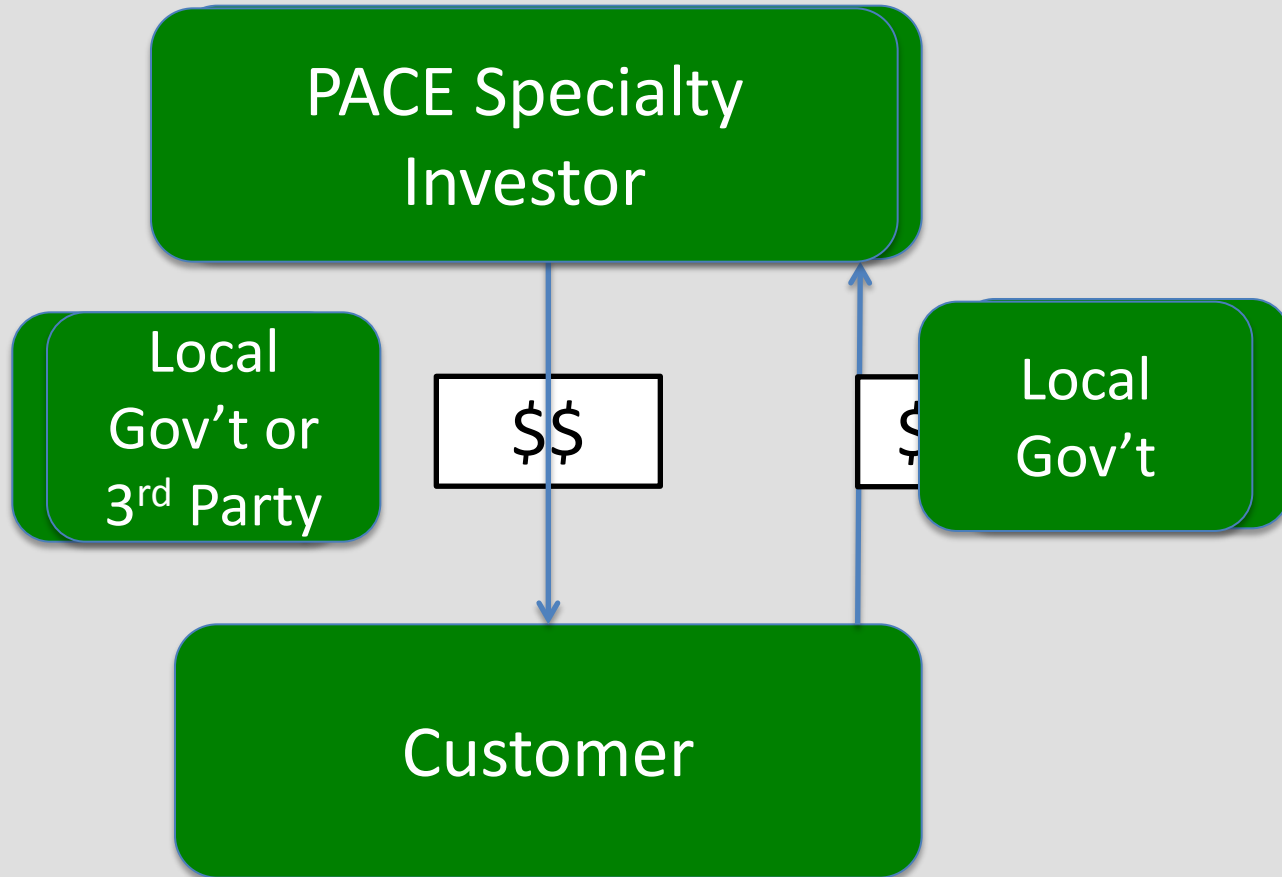 PACE Specialty
Investor
Local
Gov’t or
3rd Party
$$
$
Local
Gov’t
Customer